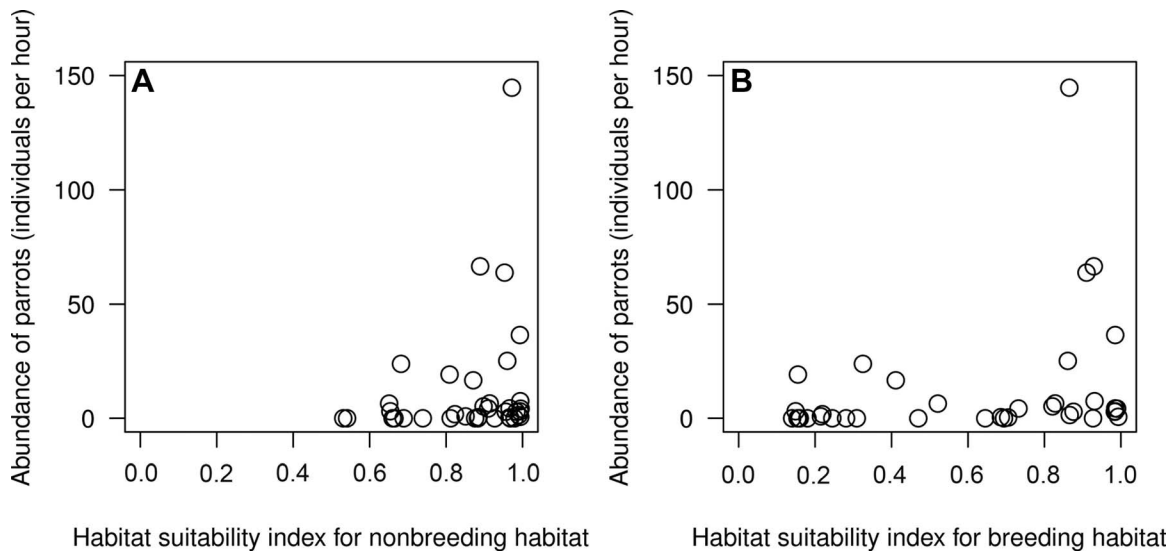 Abundance of parrots (individuals per hour)
A
150
100
50
0
0.0 0.2 0.4 0.6 0.8 1.0
Habitat suitability index for nonbreeding habitat
Abundance of parrots (individuals per hour)
B
150
100
50
0
0.0 0.2 0.4 0.6 0.8 1.0
Habitat suitability index for breeding habitat